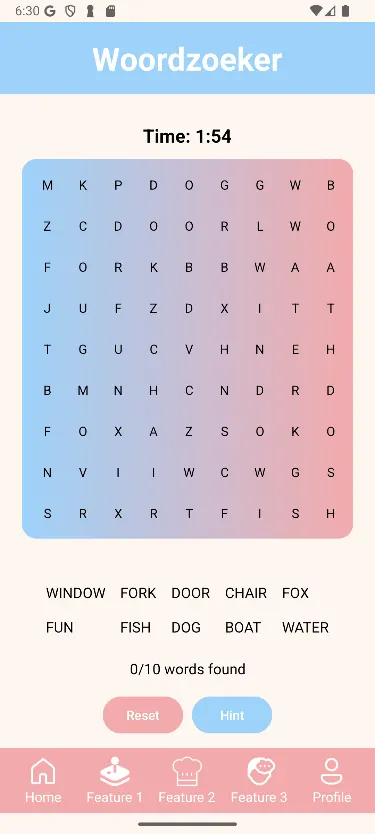 6:30
Woordzoeker
Time: 1:54
M K P D O G G W B
Z C D O O R L W O
F O R K B B W A A
J U F Z D X I T T
T G U C V H N E H
B M N H C N D R D
F O X A Z S O K O
N V I I W C W G S
S R X R T F I S H
WINDOW FORK DOOR CHAIR FOX
FUN FISH DOG BOAT WATER
0/10 words found
Reset Hint
Home Feature 1 Feature 2 Feature 3 Profile